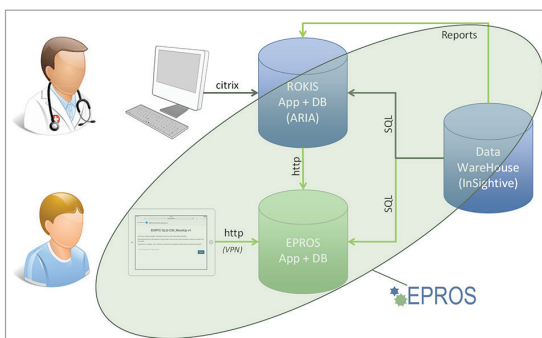 Reports
citrix
ROKIS
App + DB
(ARIA)
SQL
Data
WareHouse
(InSightive)
http
SQL
http
(VPN)
EPROS
App + DB
EPROS